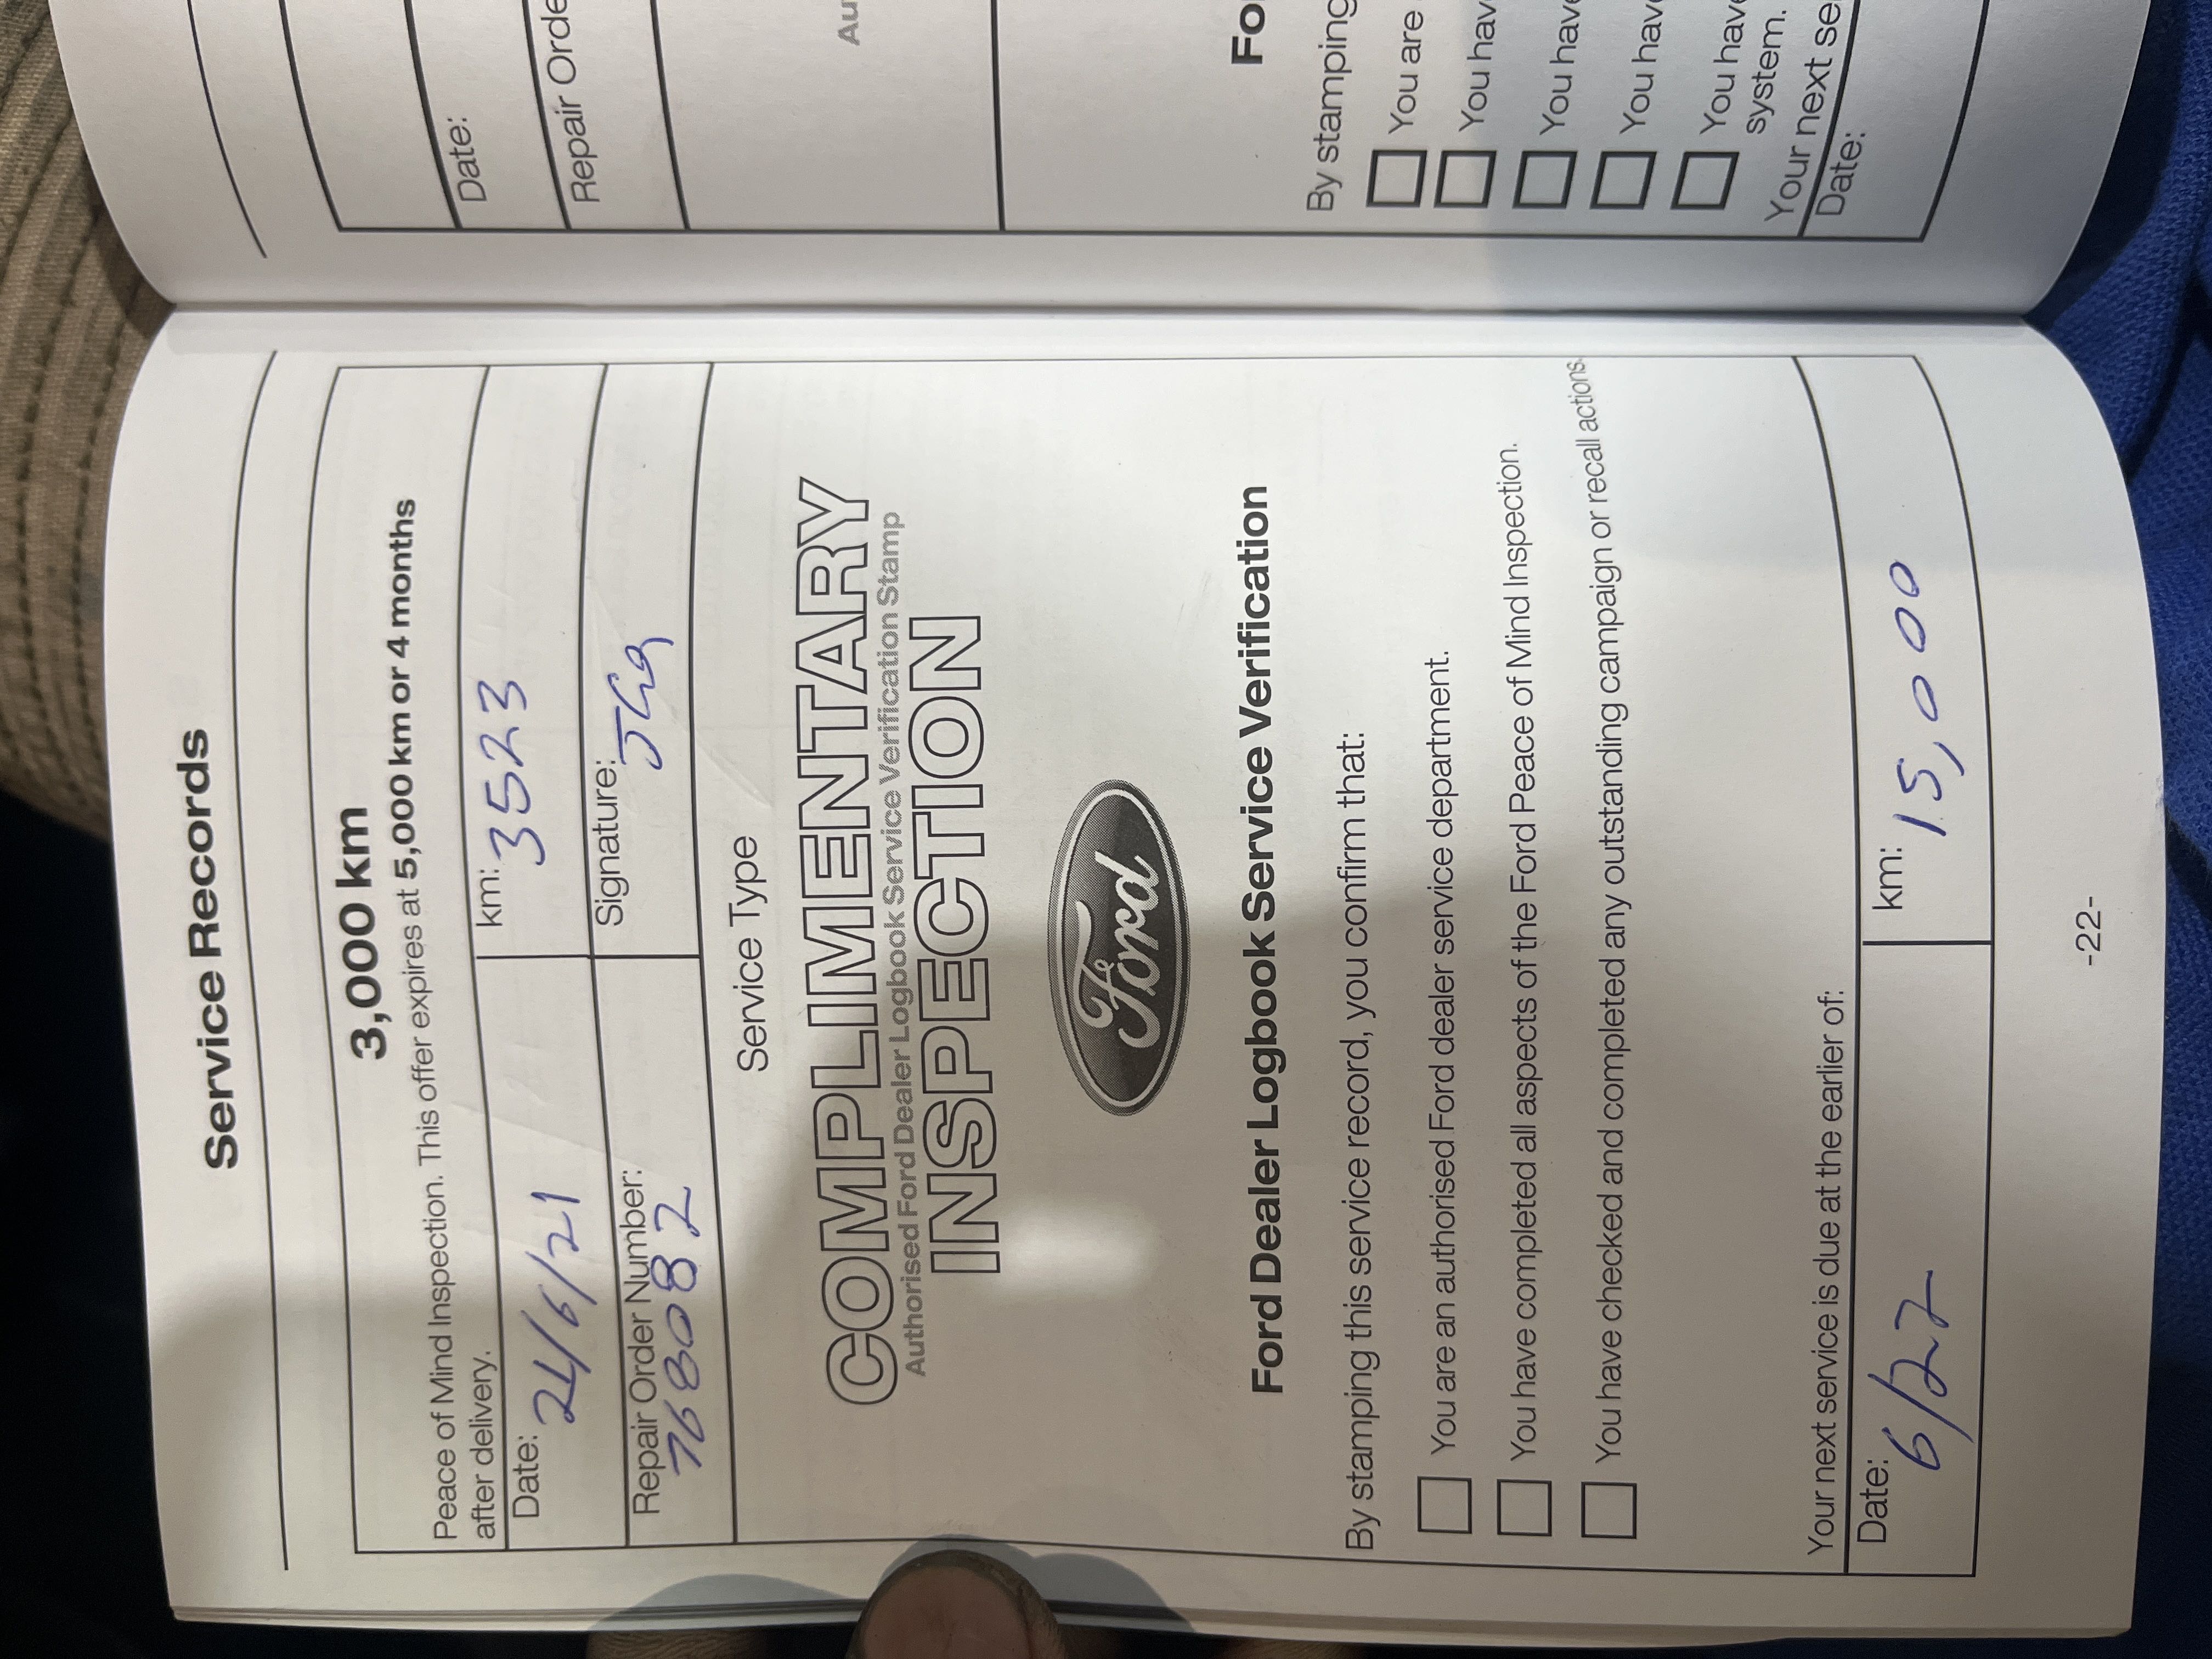 Service Records
3,000 km
Peace of Mind Inspection. This offer expires at 5,000 km or 4 months
after delivery.
Date: 24/6/21 km: 3523
Repair Order Number: 768082 Signature:
Service Type
COMPLIMENTARY
Authorised Ford Dealer Logbook Service Verification Stamp
INSPECTION
Ford
Ford Dealer Logbook Service Verification
By stamping this service record, you confirm that:
You are an authorised Ford dealer service department.
You have completed all aspects of the Ford Peace of Mind Inspection.
You have checked and completed any outstanding campaign or recall actions.
Your next service is due at the earlier of:
Date: 6/22 km: 15,000
-22-
Date:
Repair Orde
Au
Fo
By stamping
You are
You hav
You have
You have
You have
system.
Your next se
Date: